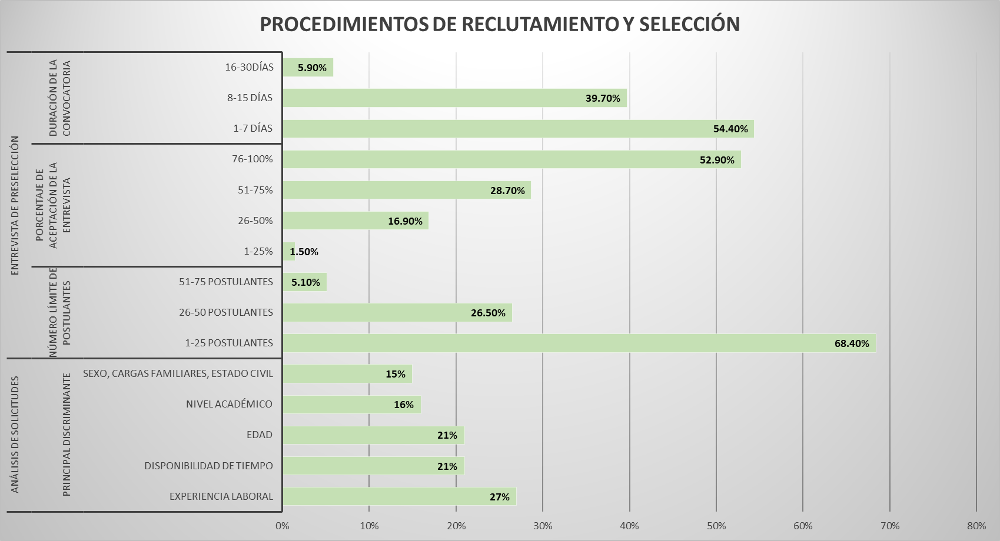 PROCEDIMIENTOS DE RECLUTAMIENTO Y SELECCIÓN
ENTREVISTA DE PRESELECCIÓN
DURACIÓN DE LA
CONVOCATORIA
16-30DÍAS
5.90%
8-15 DÍAS
39.70%
1-7 DÍAS
54.40%
PORCENTAJE DE
ACEPTACIÓN DE LA
ENTREVISTA
76-100%
52.90%
51-75%
28.70%
26-50%
16.90%
1-25%
1.50%
NÚMERO LÍMITE DE
POSTULANTES
51-75 POSTULANTES
5.10%
26-50 POSTULANTES
26.50%
1-25 POSTULANTES
68.40%
ANÁLISIS DE SOLICITUDES
PRINCIPAL DISCRIMINANTE
SEXO, CARGAS FAMILIARES, ESTADO CIVIL
15%
NIVEL ACADÉMICO
16%
EDAD
21%
DISPONIBILIDAD DE TIEMPO
21%
EXPERIENCIA LABORAL
27%
0% 10% 20% 30% 40% 50% 60% 70% 80%